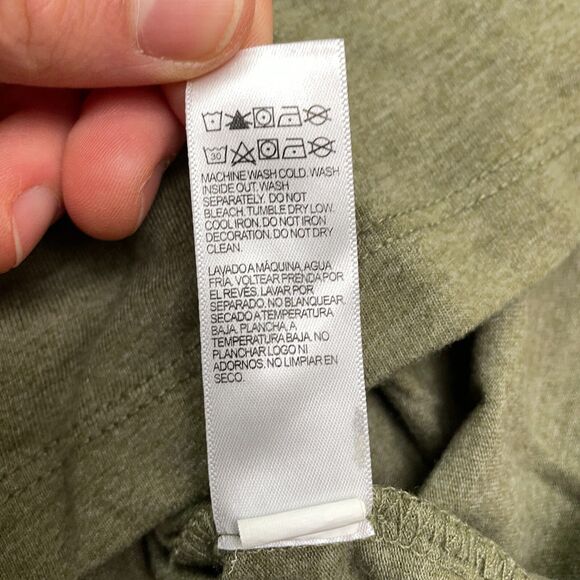 30
MACHINE WASH COLD. WASH
INSIDE OUT. WASH
SEPARATELY. DO NOT
BLEACH. TUMBLE DRY LOW.
COOL IRON. DO NOT IRON
DECORATION. DO NOT DRY
CLEAN.
LAVADO A MÁQUINA, AGUA
FRÍA. VOLTEAR PRENDA POR
EL REVÉS. LAVAR POR
SEPARADO. NO BLANQUEAR.
SECADO A TEMPERATURA
BAJA. PLANCHA, A
TEMPERATURA BAJA. NO
PLANCHAR LOGO NI
ADORNOS. NO LIMPIAR EN
SECO.